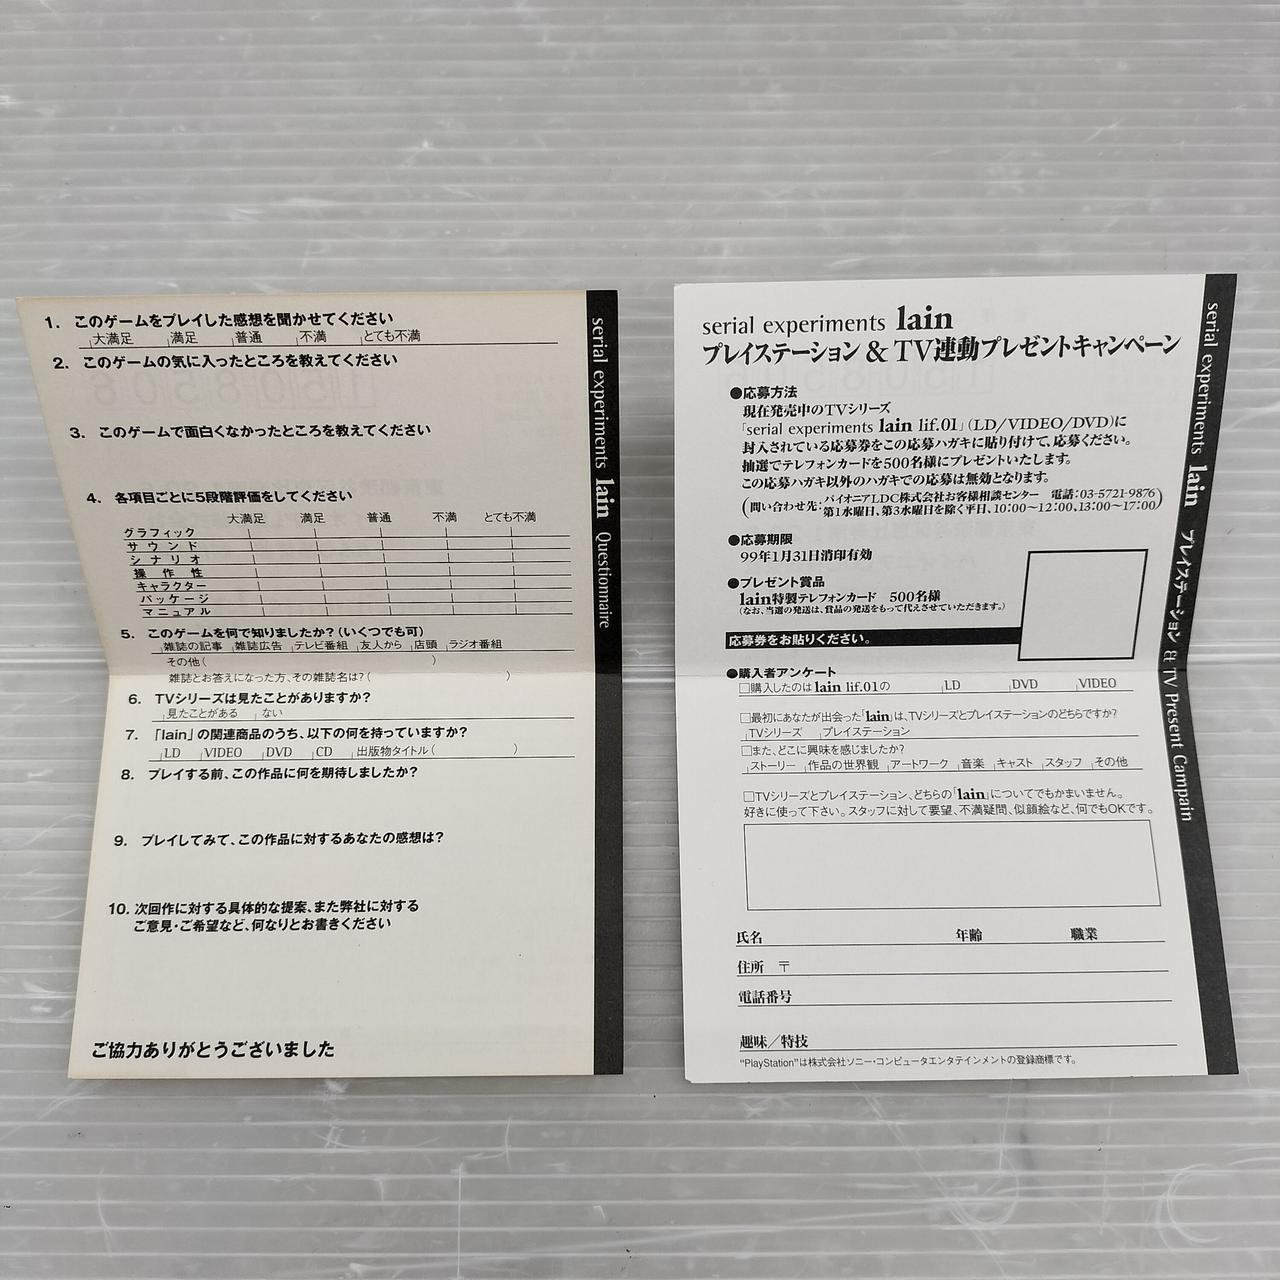 1. このゲームをプレイした感想を聞かせてください
大満足 満足 普通 不満 とても不満
2. このゲームの気に入ったところを教えてください
3. このゲームで面白くなかったところを教えてください
4. 各項目ごとに5段階評価をしてください
大満足 満足 普通 不満 とても不満
グラフィック
サウンド
シナリオ
操作性
キャラクター
パッケージ
マニュアル
5. このゲームを何で知りましたか?(いくつでも可)
雑誌の記事 雑誌広告 テレビ番組 友人から 店頭 ラジオ番組
その他( )
雑誌とお答えになった方、その雑誌名は?( )
6. TVシリーズは見たことがありますか?
見たことがある ない
7. 「lain」の関連商品のうち、以下の何を持っていますか?
LD VIDEO DVD CD 出版物タイトル( )
8. プレイする前、この作品に何を期待しましたか?
9. プレイしてみて、この作品に対するあなたの感想は?
10. 次回作に対する具体的な提案、また弊社に対する
ご意見・ご希望など、何なりとお書きください
ご協力ありがとうございました
serial experiments lain Questionnaire
serial experiments lain
プレイステーション & TV連動プレゼントキャンペーン
●応募方法
現在発売中のTVシリーズ
「serial experiments lain lif.01」(LD/VIDEO/DVD)に
封入されている応募券をこの応募ハガキに貼り付けて、応募ください。
抽選でテレフォンカードを500名様にプレゼントいたします。
この応募ハガキ以外のハガキでの応募は無効となります。
(問い合わせ先:パイオニアLDC株式会社お客様相談センター 電話:03-5721-9876
第1水曜日、第3水曜日を除く平日、10:00〜12:00、13:00〜17:00)
●応募期限
99年1月31日消印有効
●プレゼント賞品
lain特製テレフォンカード 500名様
(なお、当選の発送は、賞品の発送をもって代えさせていただきます。)
応募券をお貼りください。
●購入者アンケート
□購入したのはlain lif.01の LD DVD VIDEO
□最初にあなたが出会った「lain」は、TVシリーズとプレイステーションのどちらですか?
TVシリーズ プレイステーション
□また、どこに興味を感じましたか?
ストーリー 作品の世界観 アートワーク 音楽 キャスト スタッフ その他
□TVシリーズとプレイステーション、どちらの「lain」についてでもかまいません。
好きに使って下さい。スタッフに対して要望、不満疑問、似顔絵など、何でもOKです。
氏名 年齢 職業
住所 〒
電話番号
趣味/特技
"PlayStation"は株式会社ソニー・コンピュータエンタテインメントの登録商標です。
serial experiments lain プレイステーション & TV Present Campain